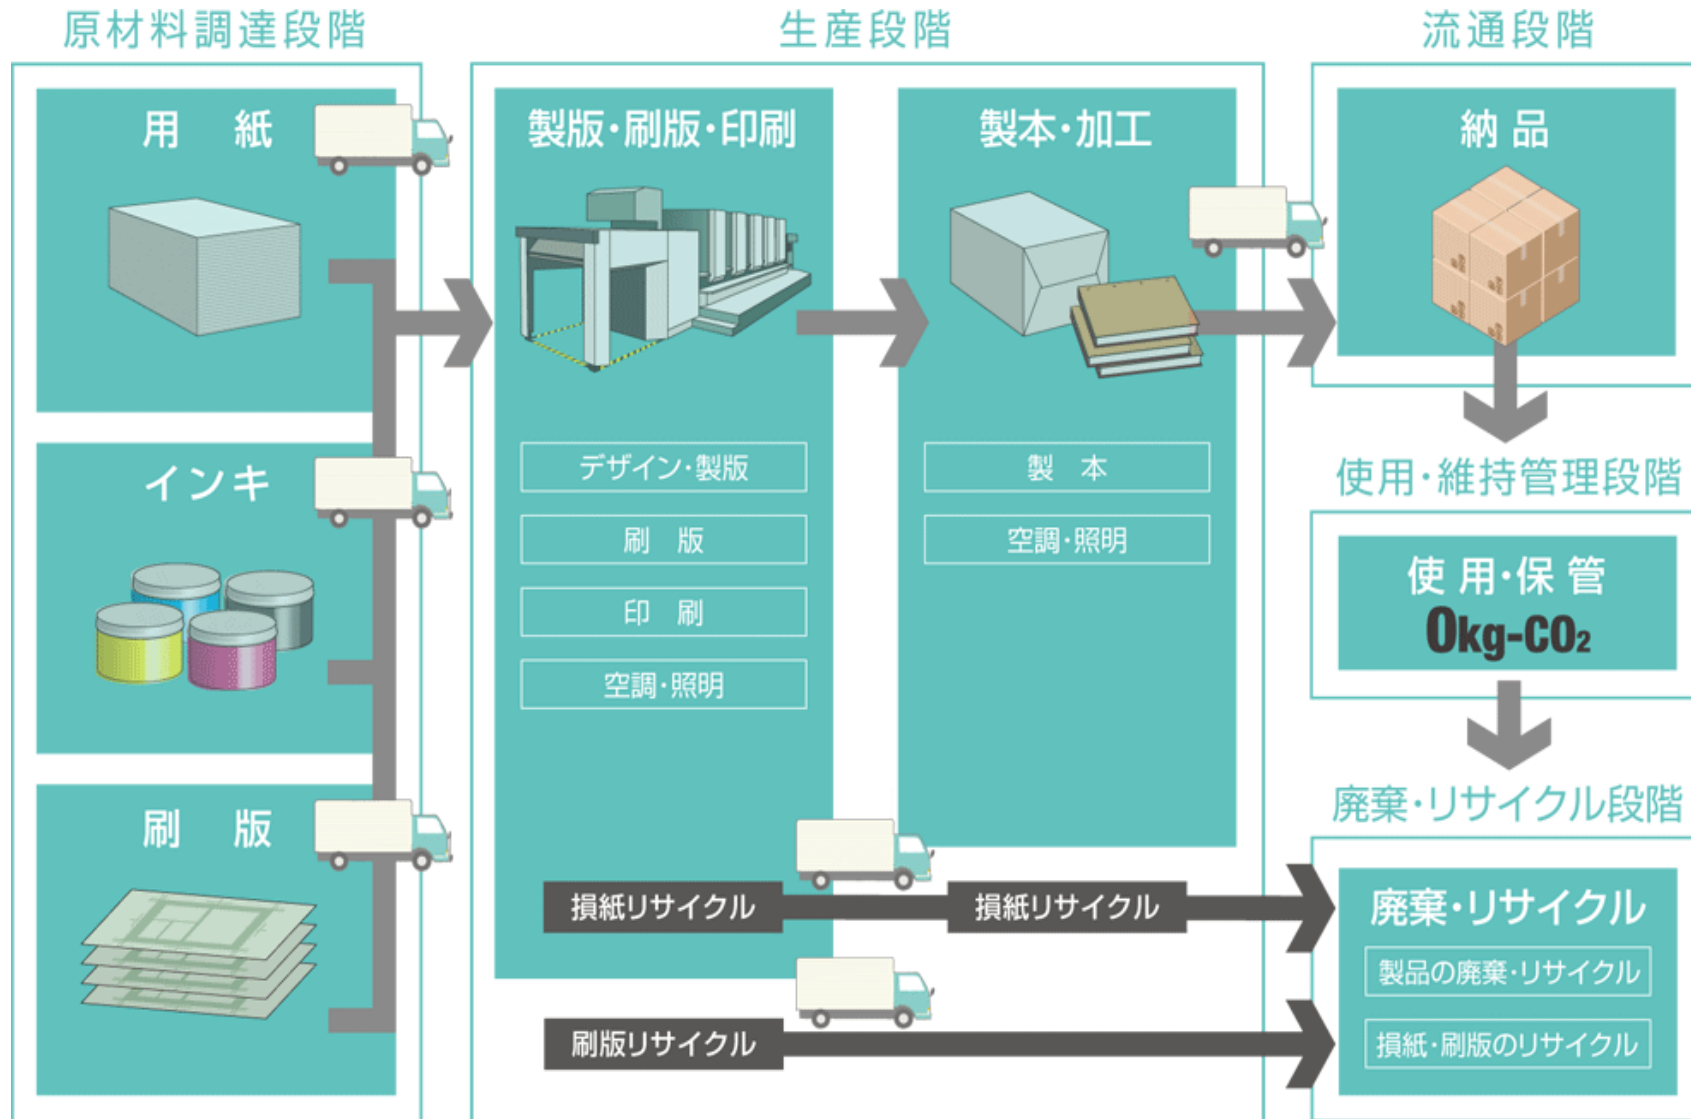 原材料調達段階
用 紙
インキ
刷 版
生産段階
製版・刷版・印刷
デザイン・製版
刷 版
印 刷
空調・照明
製本・加工
製 本
空調・照明
損紙リサイクル
損紙リサイクル
刷版リサイクル
流通段階
納 品
使用・維持管理段階
使 用・保 管
0kg-CO₂
廃棄・リサイクル段階
廃棄・リサイクル
製品の廃棄・リサイクル
損紙・刷版のリサイクル